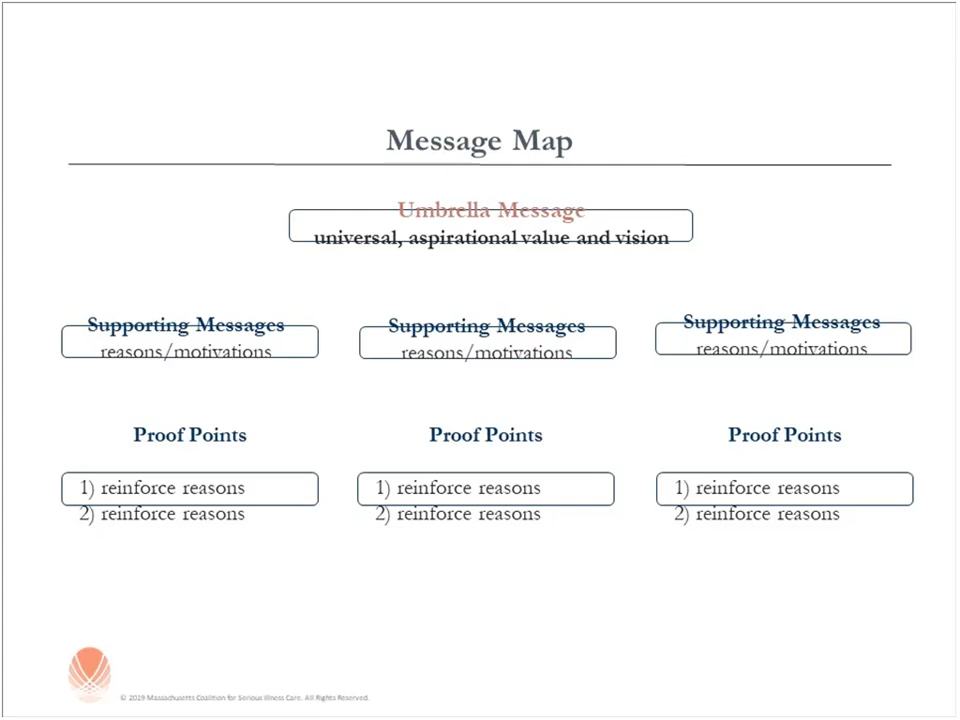 Message Map
Umbrella Message
universal, aspirational value and vision
Supporting Messages
reasons/motivations
Supporting Messages
reasons/motivations
Supporting Messages
reasons/motivations
Proof Points
1) reinforce reasons
2) reinforce reasons
Proof Points
1) reinforce reasons
2) reinforce reasons
Proof Points
1) reinforce reasons
2) reinforce reasons
© 2019 Massachusetts Coalition for Serious Illness Care. All Rights Reserved.